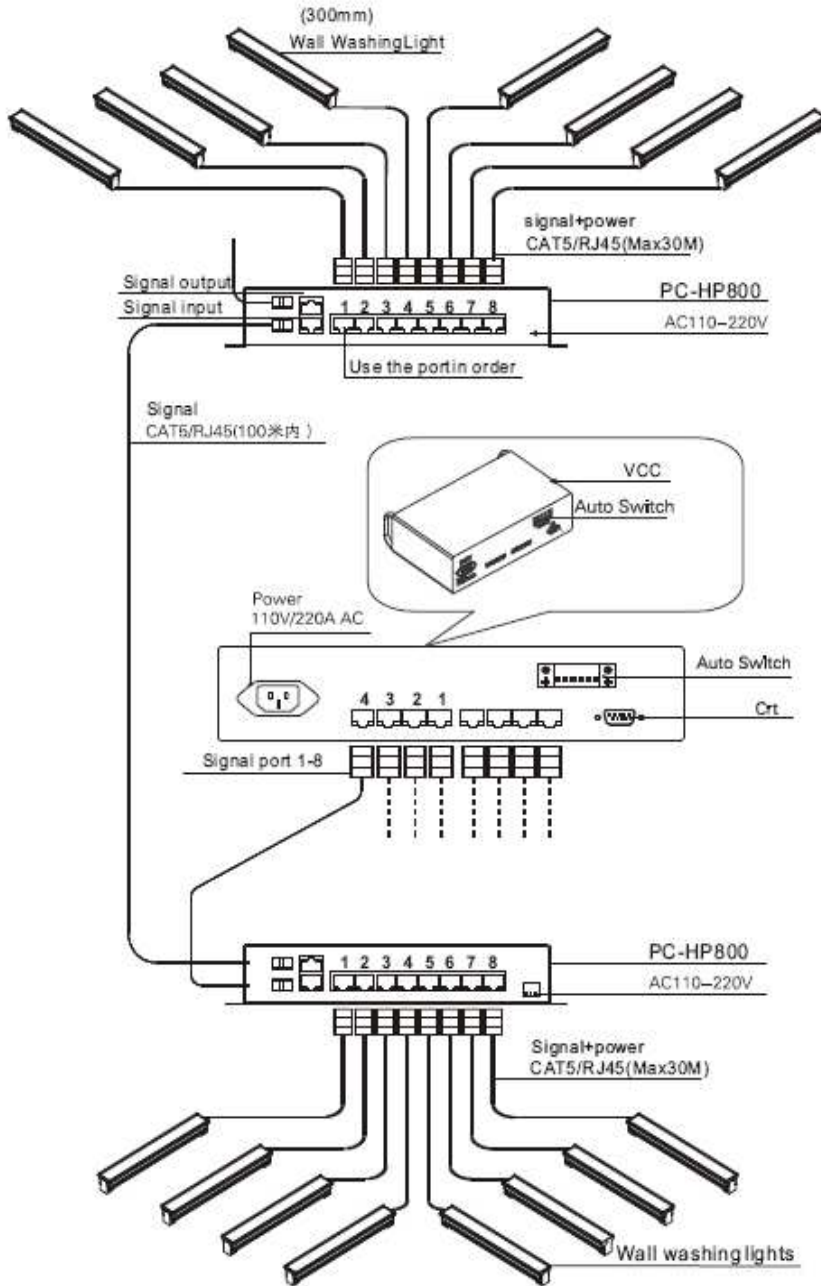 (300mm)
Wall WashingLight
signal+power
CAT5/RJ45(Max30M)
Signal output
Signal input
1 2 3 4 5 6 7 8
PC-HP800
AC110–220V
Use the portin order
Signal
CAT5/RJ45(100米内)
VCC
Auto Switch
Power
110V/220A AC
Auto Switch
4 3 2 1
Crt
Signal port 1-8
1 2 3 4 5 6 7 8
PC-HP800
AC110–220V
Signal+power
CAT5/RJ45(Max30M)
Wall washing lights